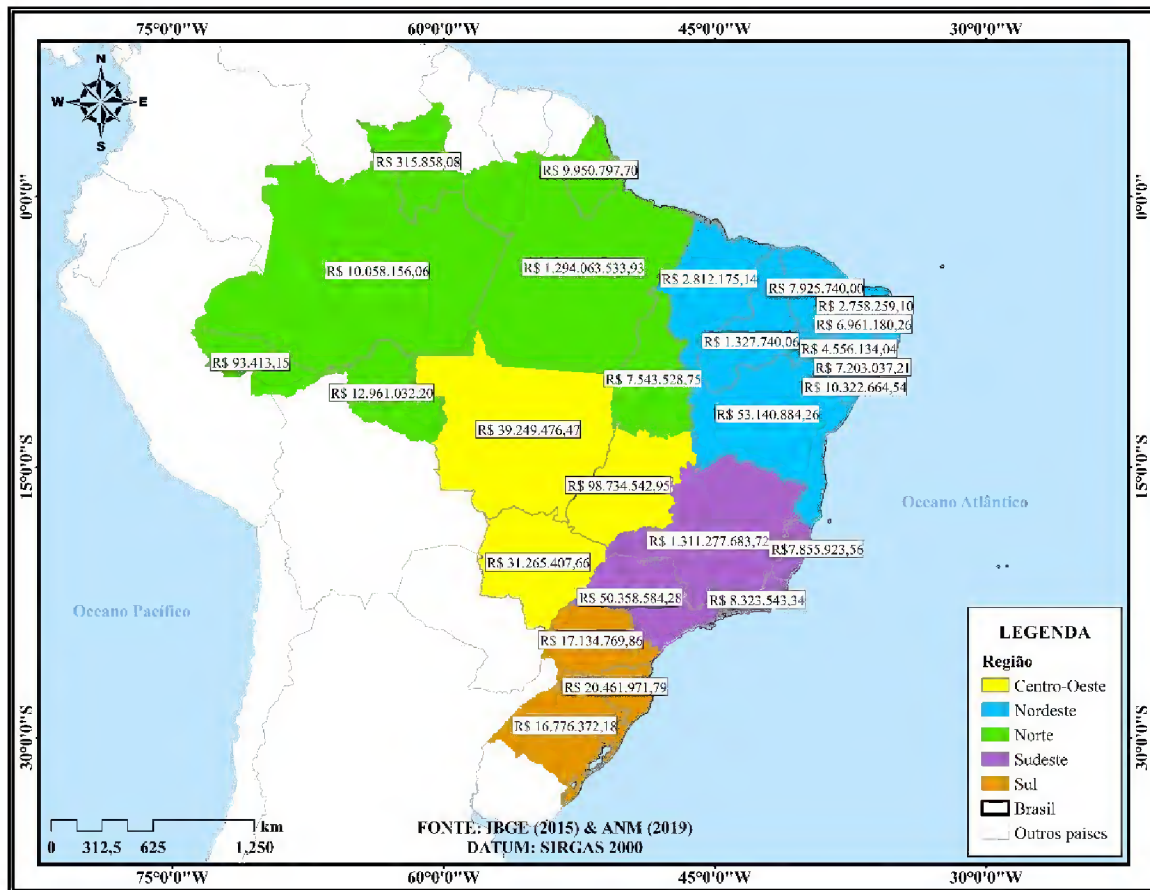 75°0'0"W 60°0'0"W 45°0'0"W 30°0'0"W
N
W E
S
0°0'0"
15°0'0"S
30°0'0"S
0°0'0"
15°0'0"S
30°0'0"S
R$ 315.858,08
R$ 9.950.797,70
R$ 10.058.156,06
R$ 1.294.063.533,93
R$ 2.812.175,14
R$ 7.925.740,00
R$ 2.758.259,10
R$ 6.961.180,26
R$ 1.327.740,06
R$ 4.556.134,04
R$ 93.413,15
R$ 7.203.037,21
R$ 12.961.032,20
R$ 7.543.528,75
R$ 10.322.664,54
R$ 53.140.884,26
R$ 39.249.476,47
R$ 98.734.542,95
Oceano Atlântico
R$ 1.311.277.683,72
R$7.855.923,56
R$ 31.265.407,66
R$ 50.358.584,28
R$ 8.323.543,34
Oceano Pacífico
R$ 17.134.769,86
R$ 20.461.971,79
R$ 16.776.372,18
LEGENDA
Região
Centro-Oeste
Nordeste
Norte
Sudeste
Sul
Brasil
Outros países
km
0 312,5 625 1,250
FONTE: IBGE (2015) & ANM (2019)
DATUM: SIRGAS 2000
75°0'0"W 60°0'0"W 45°0'0"W 30°0'0"W